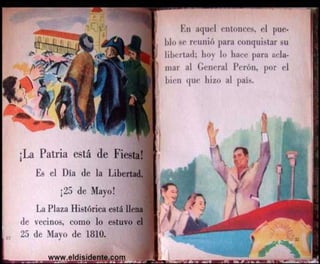 ¡La Patria está de Fiesta!
Es el Día de la Libertad.
¡25 de Mayo!
La Plaza Histórica está llena
de vecinos, como lo estuvo el
25 de Mayo de 1810.
www.eldisidente.com
En aquel entonces, el pue-
blo se reunió para conquistar su
libertad; hoy lo hace para acla-
mar al General Perón, por el
bien que hizo al país.